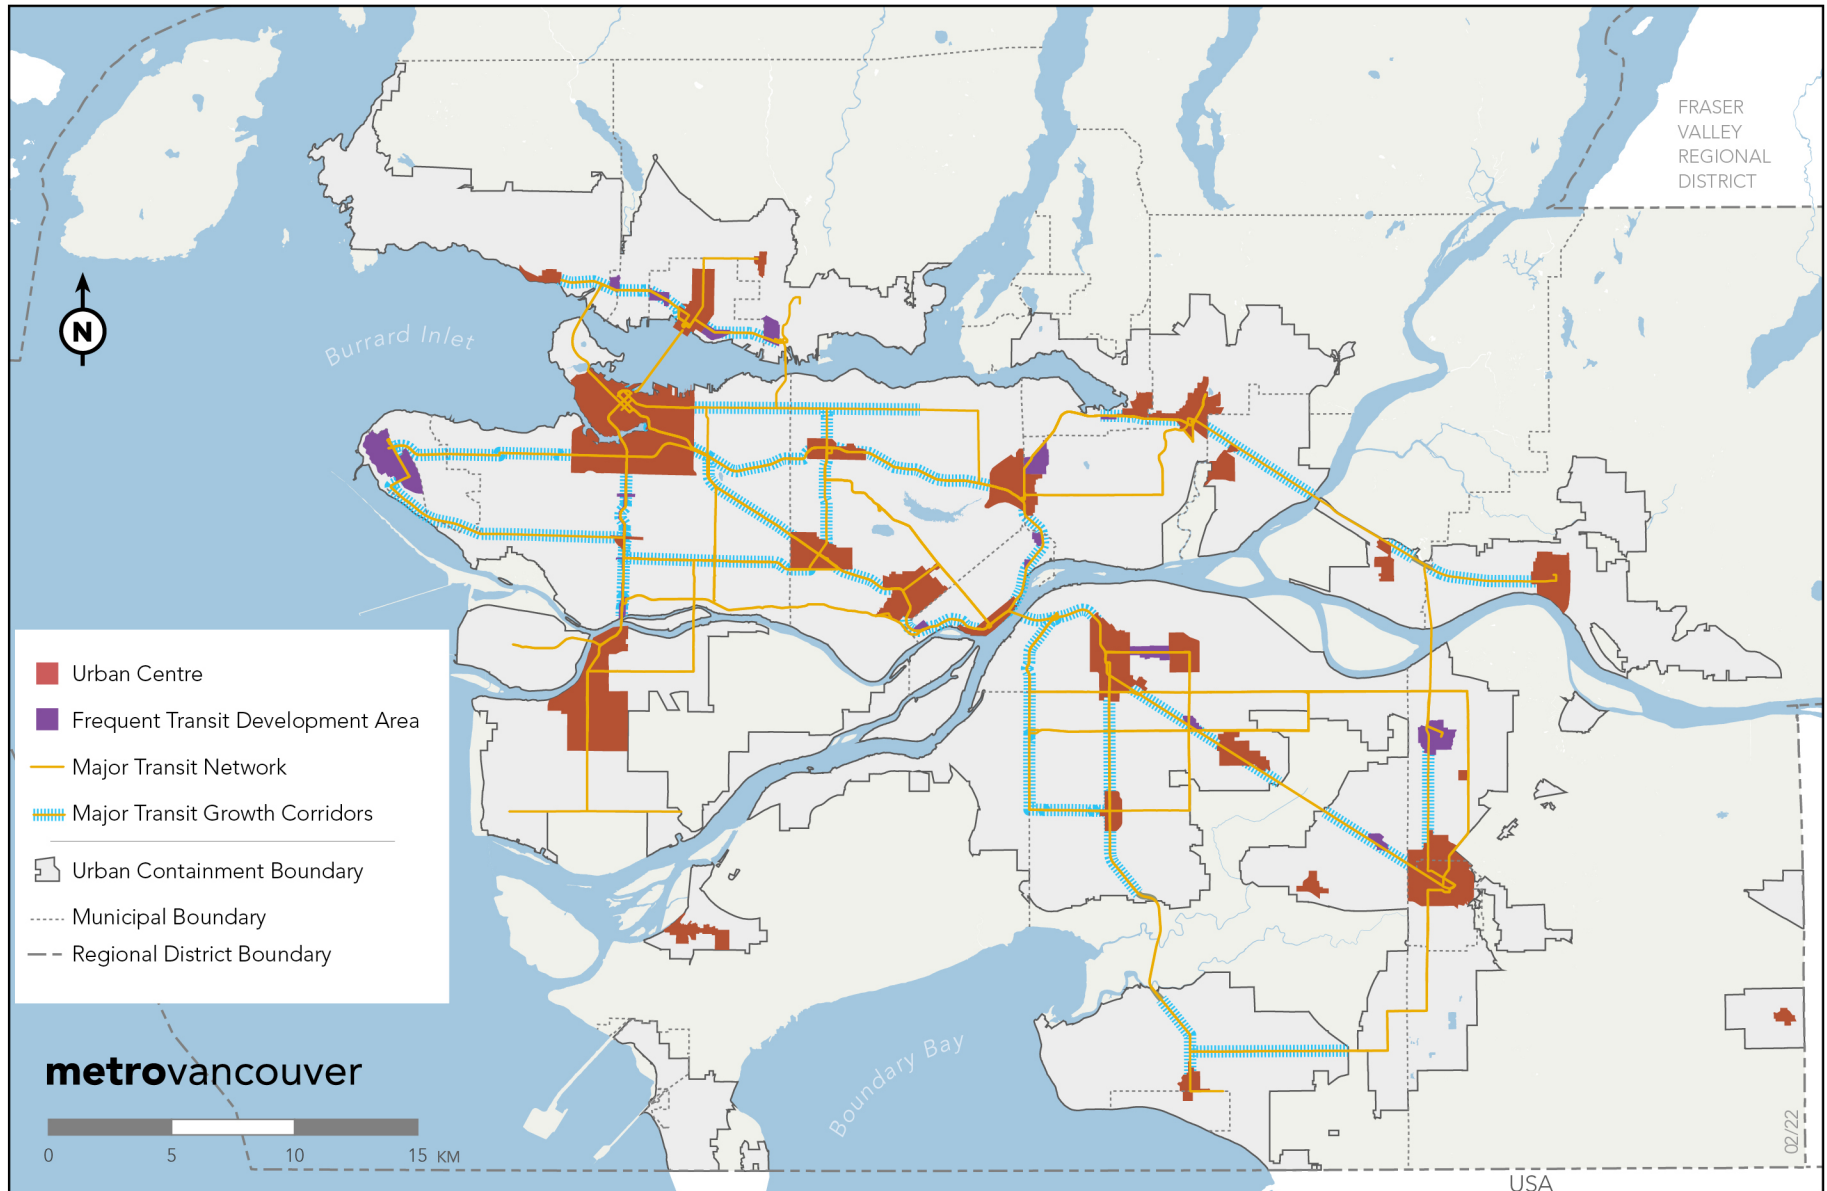 FRASER
VALLEY
REGIONAL
DISTRICT
N
Burrard Inlet
Urban Centre
Frequent Transit Development Area
Major Transit Network
Major Transit Growth Corridors
Urban Containment Boundary
Municipal Boundary
Regional District Boundary
metrovancouver
Boundary Bay
0 5 10 15 KM
02/22
USA